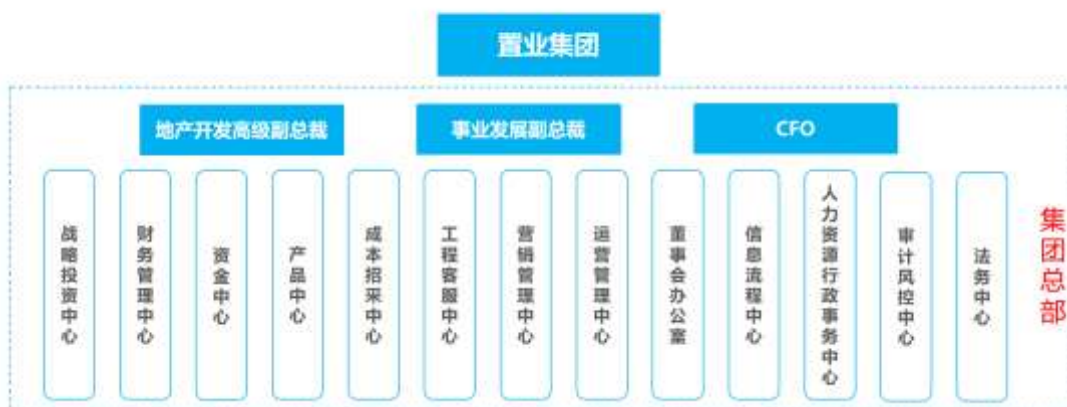 置业集团
地产开发高级副总裁
事业发展副总裁
CFO
战略投资中心
财务管理中心
资金中心
产品中心
成本招采中心
工程客服中心
营销管理中心
运营管理中心
董事会办公室
信息流程中心
人力资源行政事务中心
审计风控中心
法务中心
集团总部